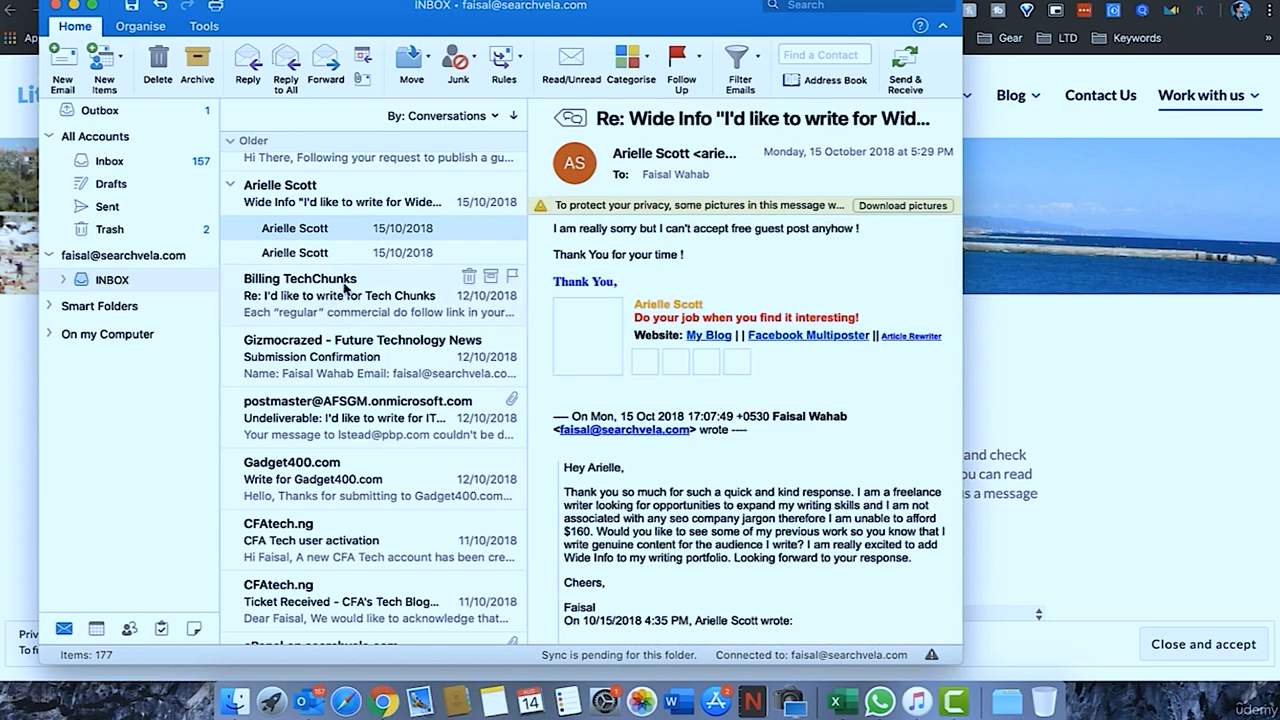 INBOX • faisal@searchvela.com
Search
Home
Organise
Tools
New Email
New Items
Delete
Archive
Reply
Reply to All
Forward
Move
Junk
Rules
Read/Unread
Categorise
Follow Up
Filter Emails
Find a Contact
Address Book
Send & Receive
Gear
LTD
Keywords
»
Blog
Contact Us
Work with us
Outbox 1
All Accounts
Inbox 157
Drafts
Sent
Trash 2
faisal@searchvela.com
INBOX
Smart Folders
On my Computer
By: Conversations
Older
Hi There, Following your request to publish a gu...
Arielle Scott
Wide Info "I'd like to write for Wide... 15/10/2018
Arielle Scott 15/10/2018
Arielle Scott 15/10/2018
Billing TechChunks
Re: I'd like to write for Tech Chunks 12/10/2018
Each “regular” commercial do follow link in your...
Gizmocrazed - Future Technology News
Submission Confirmation 12/10/2018
Name: Faisal Wahab Email: faisal@searchvela.co...
postmaster@AFSGM.onmicrosoft.com
Undeliverable: I'd like to write for IT... 12/10/2018
Your message to lstead@pbp.com couldn't be d...
Gadget400.com
Write for Gadget400.com 12/10/2018
Hello, Thanks for submitting to Gadget400.com...
CFAtech.ng
CFA Tech user activation 11/10/2018
Hi Faisal, A new CFA Tech account has been cre...
CFAtech.ng
Ticket Received - CFA's Tech Blog... 11/10/2018
Dear Faisal, We would like to acknowledge that...
Re: Wide Info "I'd like to write for Wid...
AS
Arielle Scott <arie... Monday, 15 October 2018 at 5:29 PM
To: Faisal Wahab
To protect your privacy, some pictures in this message w... Download pictures
I am really sorry but I can't accept free guest post anyhow !
Thank You for your time !
Thank You,
Arielle Scott
Do your job when you find it interesting!
Website: My Blog | | Facebook Multiposter || Article Rewriter
---- On Mon, 15 Oct 2018 17:07:49 +0530 Faisal Wahab
<faisal@searchvela.com> wrote ----
Hey Arielle,
Thank you so much for such a quick and kind response. I am a freelance
writer looking for opportunities to expand my writing skills and I am not
associated with any seo company jargon therefore I am unable to afford
$160. Would you like to see some of my previous work so you know that I
write genuine content for the audience I write? I am really excited to add
Wide Info to my writing portfolio. Looking forward to your response.
Cheers,
Faisal
On 10/15/2018 4:35 PM, Arielle Scott wrote:
and check
ou can read
s a message
Close and accept
Items: 177
Sync is pending for this folder.
Connected to: faisal@searchvela.com
AUG
14
udemy